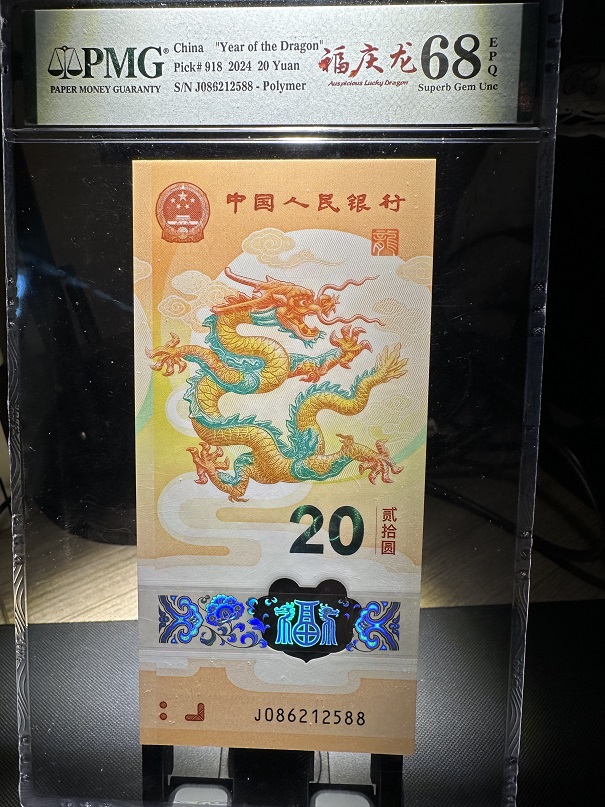 PMG®
PAPER MONEY GUARANTY
China "Year of the Dragon"
Pick# 918 2024 20 Yuan
S/N J086212588 - Polymer
福庆龙
Auspicious Lucky Dragon
68
EPQ
Superb Gem Unc
中国人民银行
龍
20
贰拾圆
福
J086212588